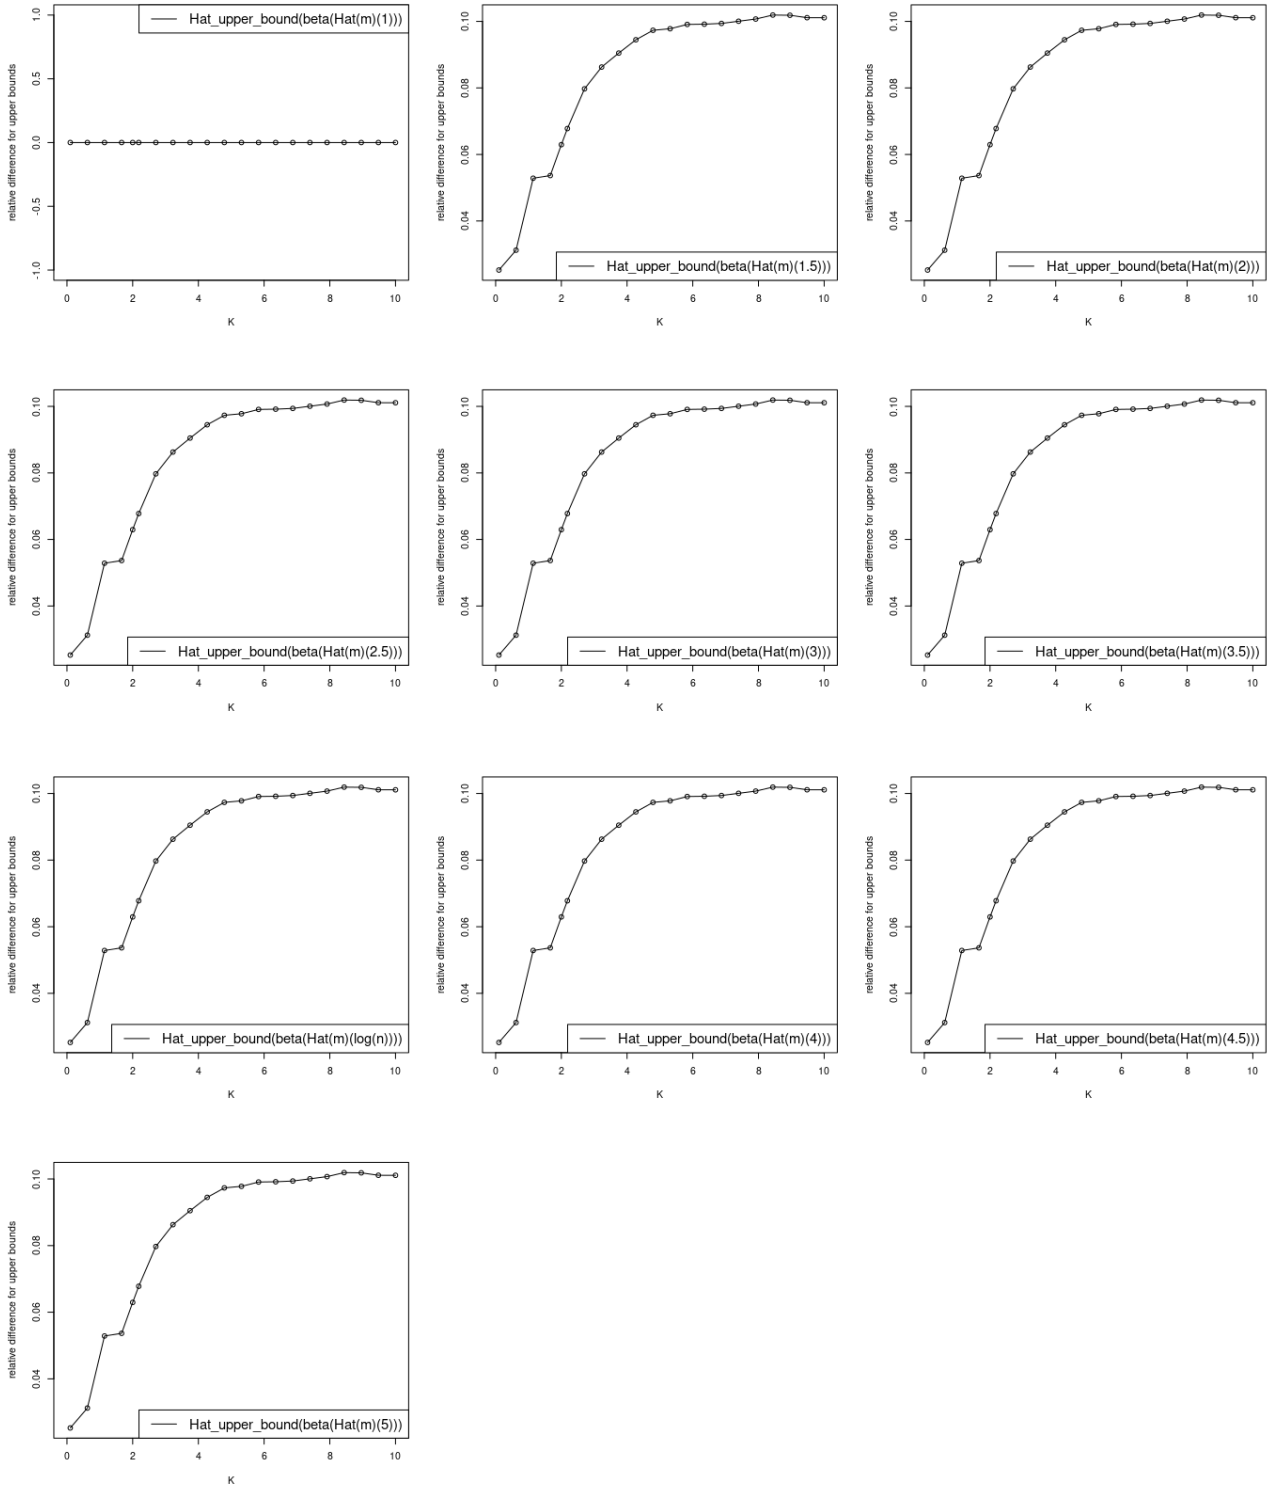 Hat_upper_bound(beta(Hat(m)(1)))
relative difference for upper bounds
1.0
0.5
0.0
-0.5
-1.0
0 2 4 6 8 10
K
Hat_upper_bound(beta(Hat(m)(1.5)))
relative difference for upper bounds
0.10
0.08
0.06
0.04
0 2 4 6 8 10
K
Hat_upper_bound(beta(Hat(m)(2)))
relative difference for upper bounds
0.10
0.08
0.06
0.04
0 2 4 6 8 10
K
Hat_upper_bound(beta(Hat(m)(2.5)))
relative difference for upper bounds
0.10
0.08
0.06
0.04
0 2 4 6 8 10
K
Hat_upper_bound(beta(Hat(m)(3)))
relative difference for upper bounds
0.10
0.08
0.06
0.04
0 2 4 6 8 10
K
Hat_upper_bound(beta(Hat(m)(3.5)))
relative difference for upper bounds
0.10
0.08
0.06
0.04
0 2 4 6 8 10
K
Hat_upper_bound(beta(Hat(m)(log(n))))
relative difference for upper bounds
0.10
0.08
0.06
0.04
0 2 4 6 8 10
K
Hat_upper_bound(beta(Hat(m)(4)))
relative difference for upper bounds
0.10
0.08
0.06
0.04
0 2 4 6 8 10
K
Hat_upper_bound(beta(Hat(m)(4.5)))
relative difference for upper bounds
0.10
0.08
0.06
0.04
0 2 4 6 8 10
K
Hat_upper_bound(beta(Hat(m)(5)))
relative difference for upper bounds
0.10
0.08
0.06
0.04
0 2 4 6 8 10
K